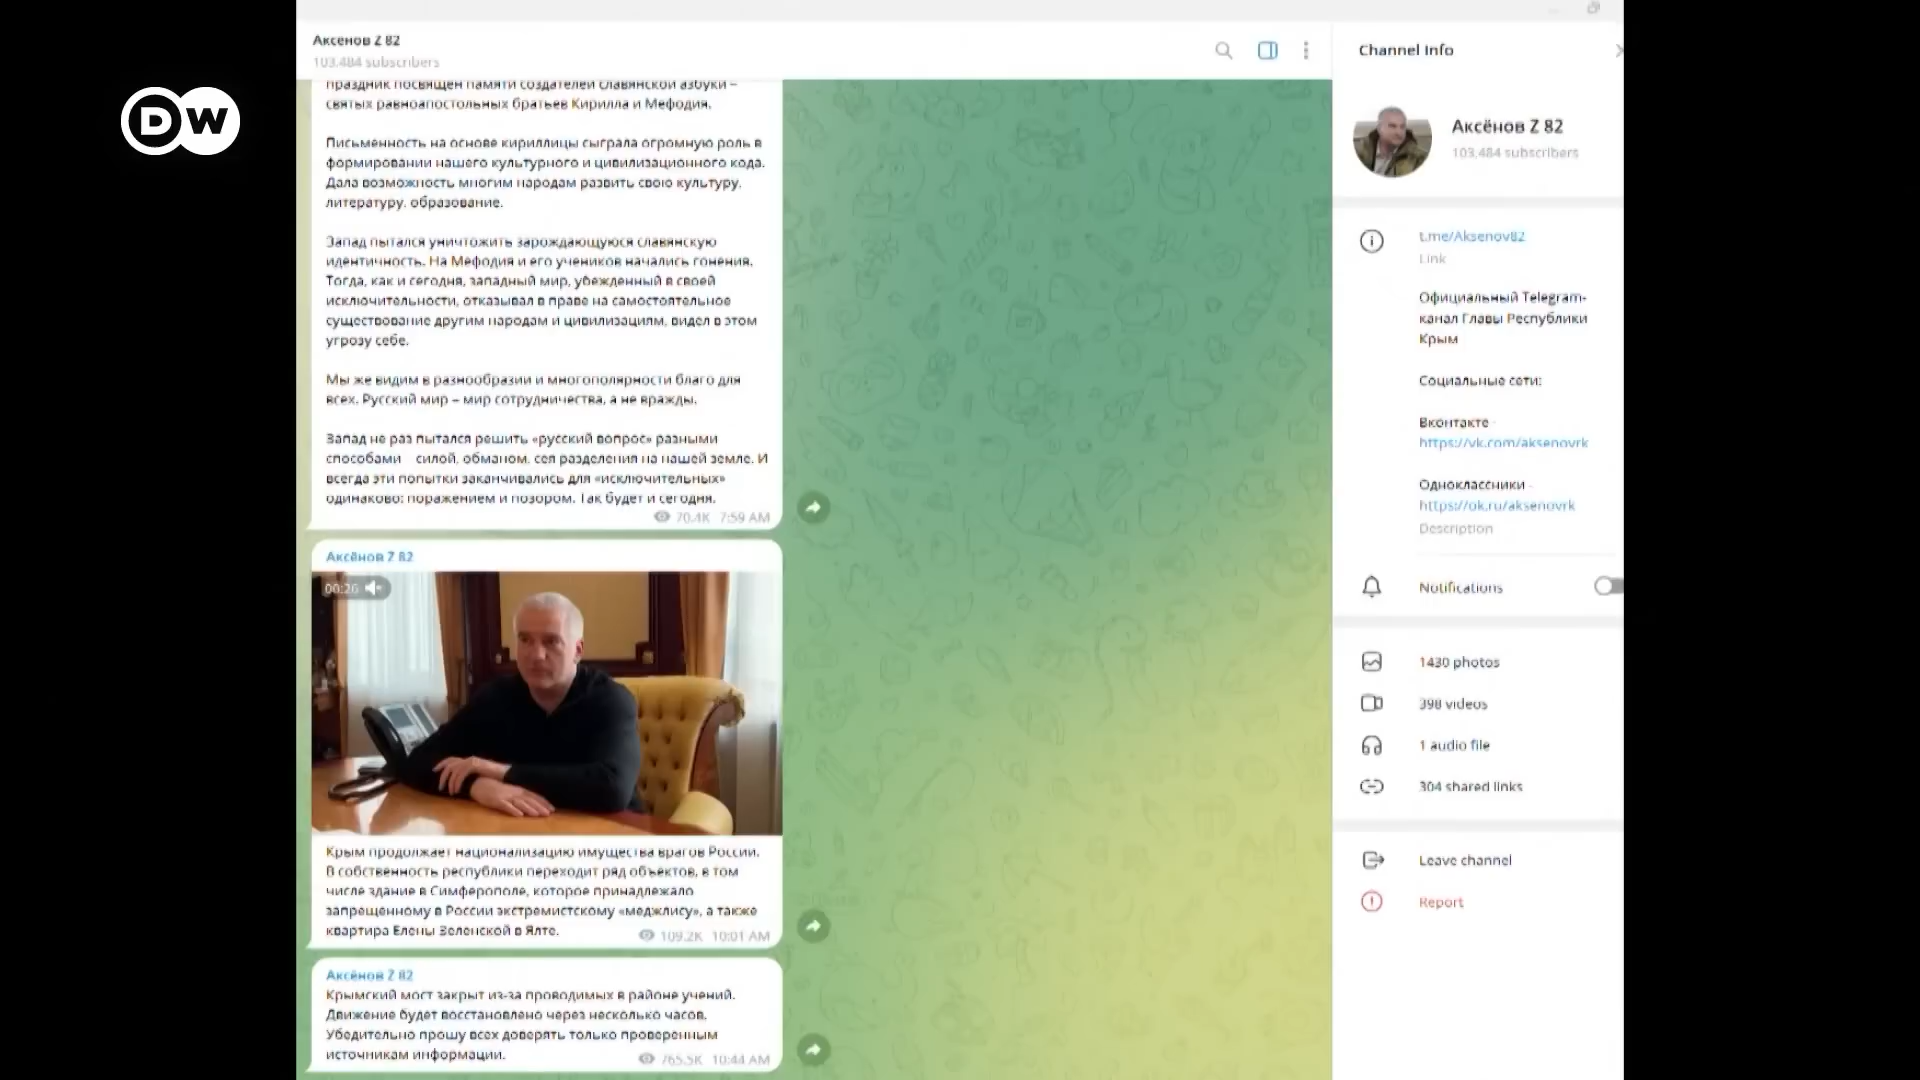 DW
Аксёнов Z 82
103,484 subscribers
праздник посвящен памяти создателей славянской азбуки –
святых равноапостольных братьев Кирилла и Мефодия.
Письменность на основе кириллицы сыграла огромную роль в
формировании нашего культурного и цивилизационного кода.
Дала возможность многим народам развить свою культуру,
литературу, образование.
Запад пытался уничтожить зарождающуюся славянскую
идентичность. На Мефодия и его учеников начались гонения.
Тогда, как и сегодня, западный мир, убежденный в своей
исключительности, отказывал в праве на самостоятельное
существование другим народам и цивилизациям, видел в этом
угрозу себе.
Мы же видим в разнообразии и многополярности благо для
всех. Русский мир – мир сотрудничества, а не вражды.
Запад не раз пытался решить «русский вопрос» разными
способами – силой, обманом, сея разделения на нашей земле. И
всегда эти попытки заканчивались для «исключительных»
одинаково: поражением и позором. Так будет и сегодня.
70.4K 7:59 AM
Аксёнов Z 82
00:26
Крым продолжает национализацию имущества врагов России.
В собственность республики переходит ряд объектов, в том
числе здание в Симферополе, которое принадлежало
запрещенному в России экстремистскому «меджлису», а также
квартира Елены Зеленской в Ялте.
109.2K 10:01 AM
Аксёнов Z 82
Крымский мост закрыт из-за проводимых в районе учений.
Движение будет восстановлено через несколько часов.
Убедительно прошу всех доверять только проверенным
источникам информации.
765.5K 10:44 AM
Channel Info
Аксёнов Z 82
103,484 subscribers
t.me/Aksenov82
Link
Официальный Telegram-
канал Главы Республики
Крым
Социальные сети:
Вконтакте -
https://vk.com/aksenovrk
Одноклассники -
https://ok.ru/aksenovrk
Description
Notifications
1430 photos
398 videos
1 audio file
304 shared links
Leave channel
Report